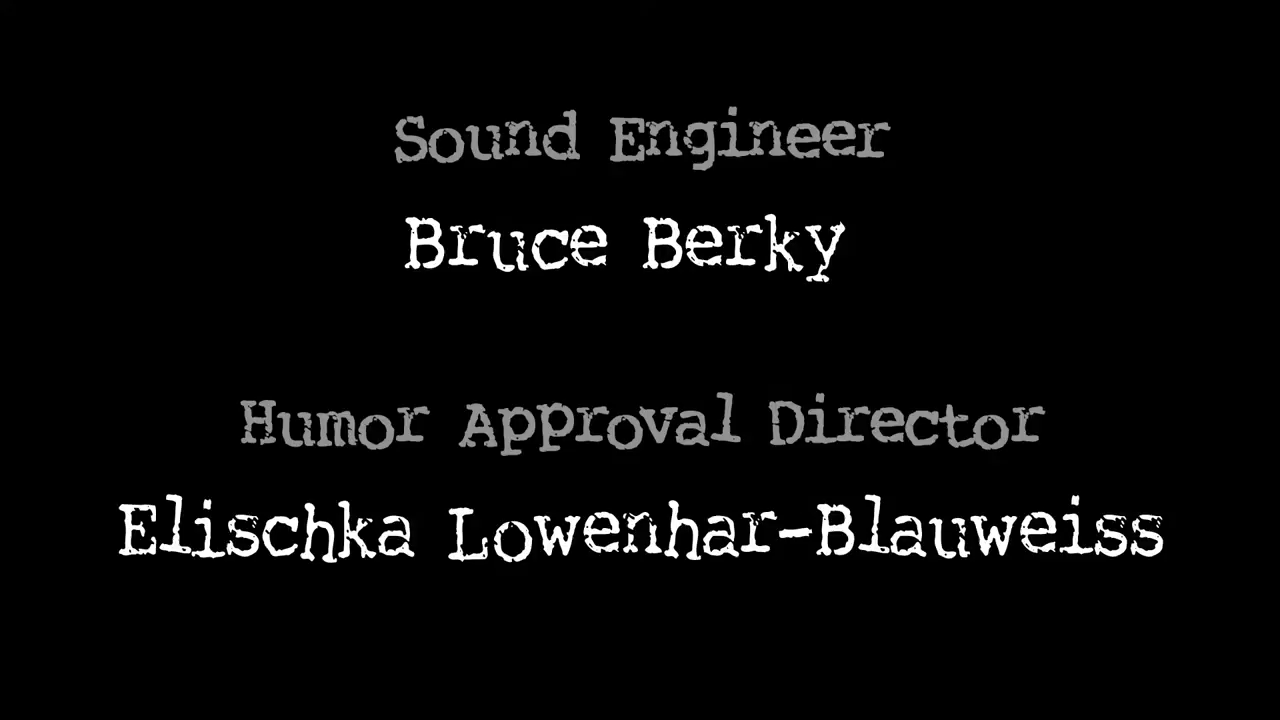 Sound Engineer
Bruce Berky
Humor Approval Director
Elischka Lowenhar-Blauweiss